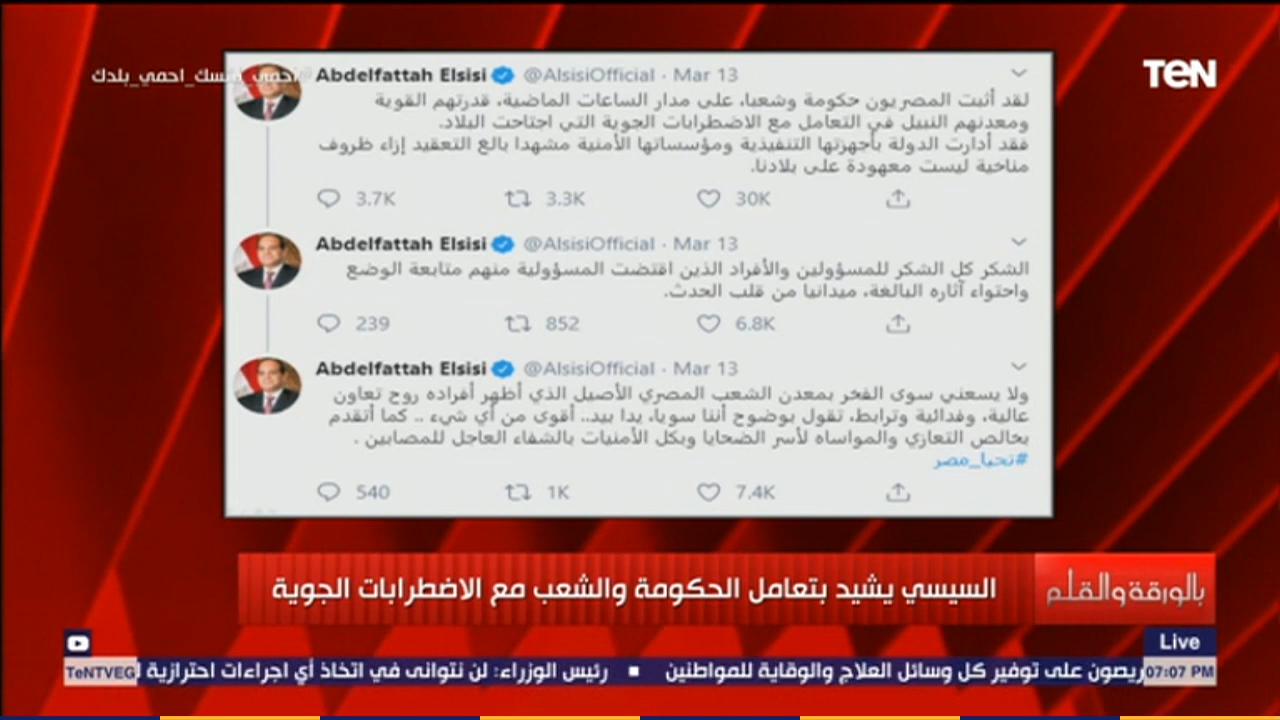 TEN
#احمي_نفسك_احمي_بلدك
Abdelfattah Elsisi @AlsisiOfficial · Mar 13
لقد أثبت المصريون حكومة وشعبا، على مدار الساعات الماضية، قدرتهم القوية
ومعدنهم النبيل في التعامل مع الاضطرابات الجوية التي اجتاحت البلاد.
فقد أدارت الدولة بأجهزتها التنفيذية ومؤسساتها الأمنية مشهدا بالغ التعقيد إزاء ظروف
مناخية ليست معهودة على بلادنا.
3.7K 3.3K 30K
Abdelfattah Elsisi @AlsisiOfficial · Mar 13
الشكر كل الشكر للمسؤولين والأفراد الذين اقتضت المسؤولية منهم متابعة الوضع
واحتواء آثاره البالغة، ميدانيا من قلب الحدث.
239 852 6.8K
Abdelfattah Elsisi @AlsisiOfficial · Mar 13
ولا يسعني سوى الفخر بمعدن الشعب المصري الأصيل الذي أظهر أفراده روح تعاون
عالية، وفدائية وترابط، تقول بوضوح أننا سويا، يدا بيد.. أقوى من أي شيء .. كما أتقدم
بخالص التعازي والمواساه لأسر الضحايا وبكل الأمنيات بالشفاء العاجل للمصابين .
#تحيا_مصر
540 1K 7.4K
بالورقة والقلم
السيسي يشيد بتعامل الحكومة والشعب مع الاضطرابات الجوية
Live
07:07 PM
ريصون على توفير كل وسائل العلاج والوقاية للمواطنين ■ رئيس الوزراء: لن نتوانى في اتخاذ أي اجراءات احترازية
TeNTVEG